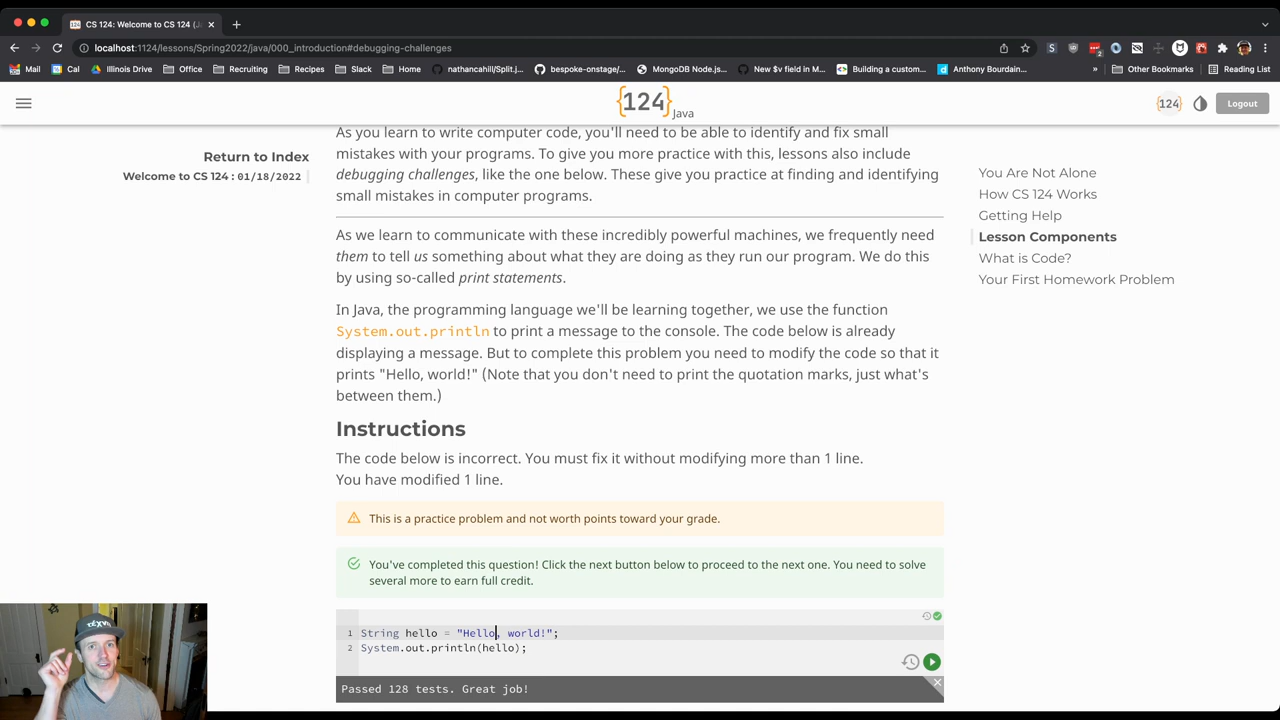 CS 124: Welcome to CS 124 (Ja
localhost:1124/lessons/Spring2022/java/000_introduction#debugging-challenges
Mail
Cal
Illinois Drive
Office
Recruiting
Recipes
Slack
Home
nathancahill/Split.j...
bespoke-onstage/...
MongoDB Node.js...
New $v field in M...
Building a custom...
Anthony Bourdain...
»
Other Bookmarks
Reading List
{124} Java
{124}
Logout
Return to Index
Welcome to CS 124 : 01/18/2022
As you learn to write computer code, you'll need to be able to identify and fix small
mistakes with your programs. To give you more practice with this, lessons also include
debugging challenges, like the one below. These give you practice at finding and identifying
small mistakes in computer programs.
As we learn to communicate with these incredibly powerful machines, we frequently need
them to tell us something about what they are doing as they run our program. We do this
by using so-called print statements.
In Java, the programming language we'll be learning together, we use the function
System.out.println to print a message to the console. The code below is already
displaying a message. But to complete this problem you need to modify the code so that it
prints "Hello, world!" (Note that you don't need to print the quotation marks, just what's
between them.)
Instructions
The code below is incorrect. You must fix it without modifying more than 1 line.
You have modified 1 line.
This is a practice problem and not worth points toward your grade.
You've completed this question! Click the next button below to proceed to the next one. You need to solve
several more to earn full credit.
1 String hello = "Hello, world!";
2 System.out.println(hello);
Passed 128 tests. Great job!
You Are Not Alone
How CS 124 Works
Getting Help
Lesson Components
What is Code?
Your First Homework Problem